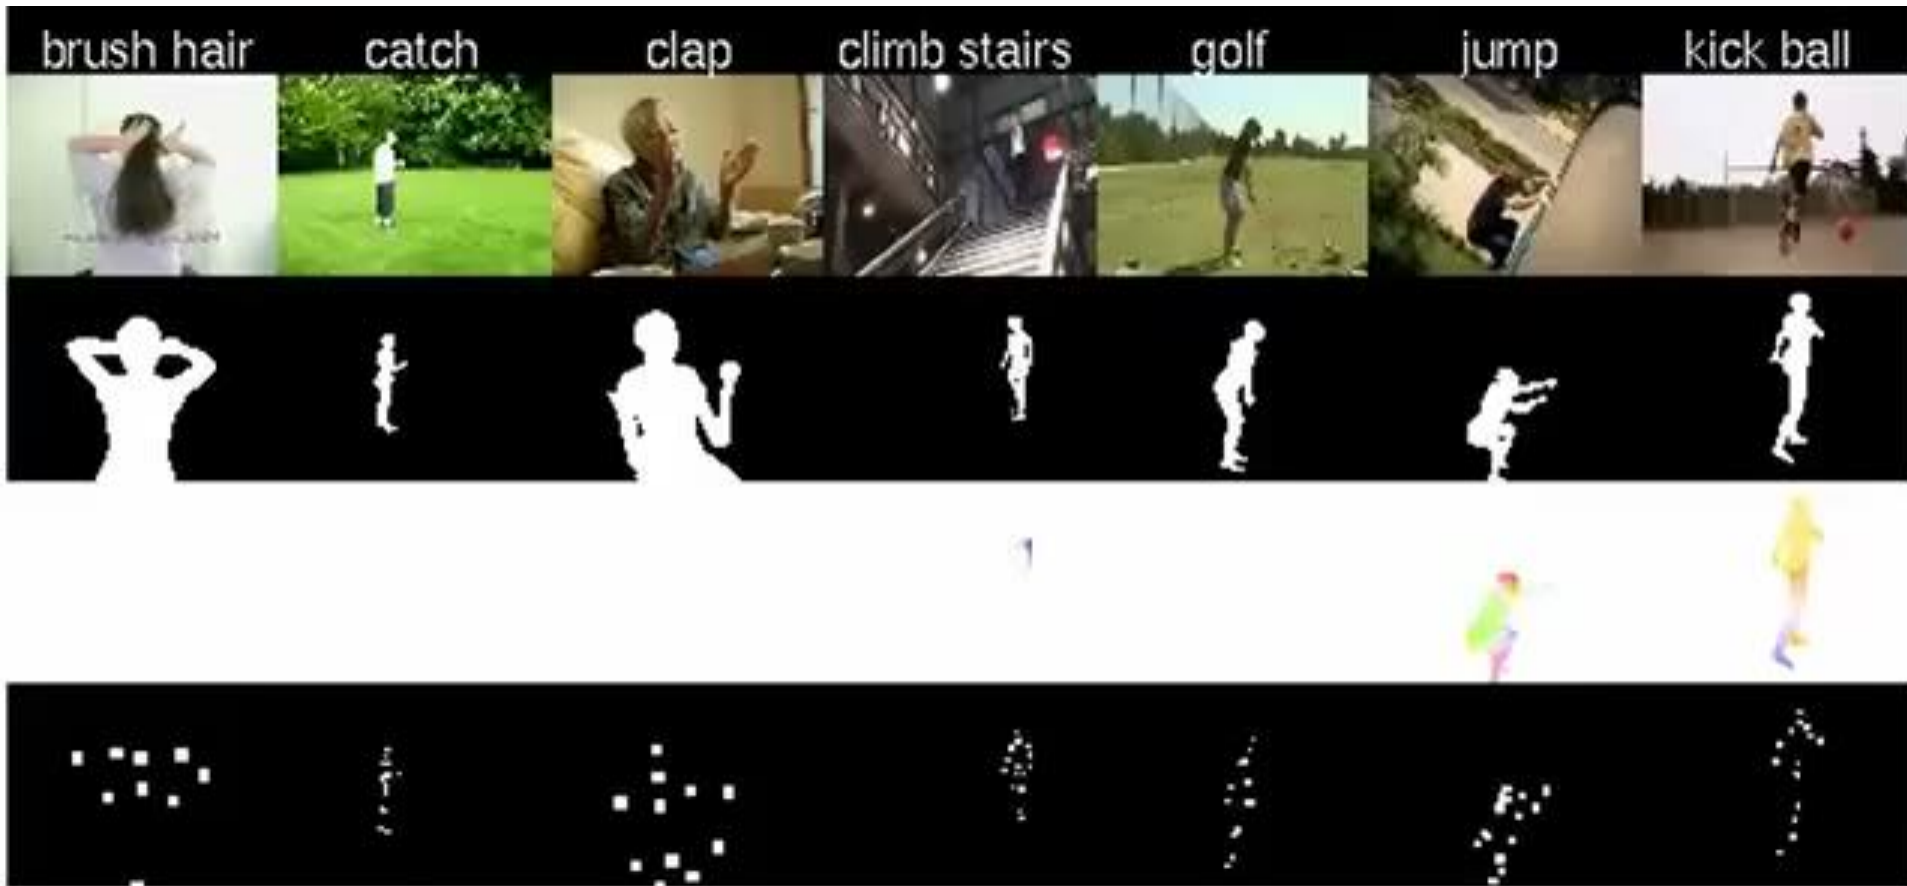 brush hair
catch
clap
climb stairs
golf
jump
kick ball